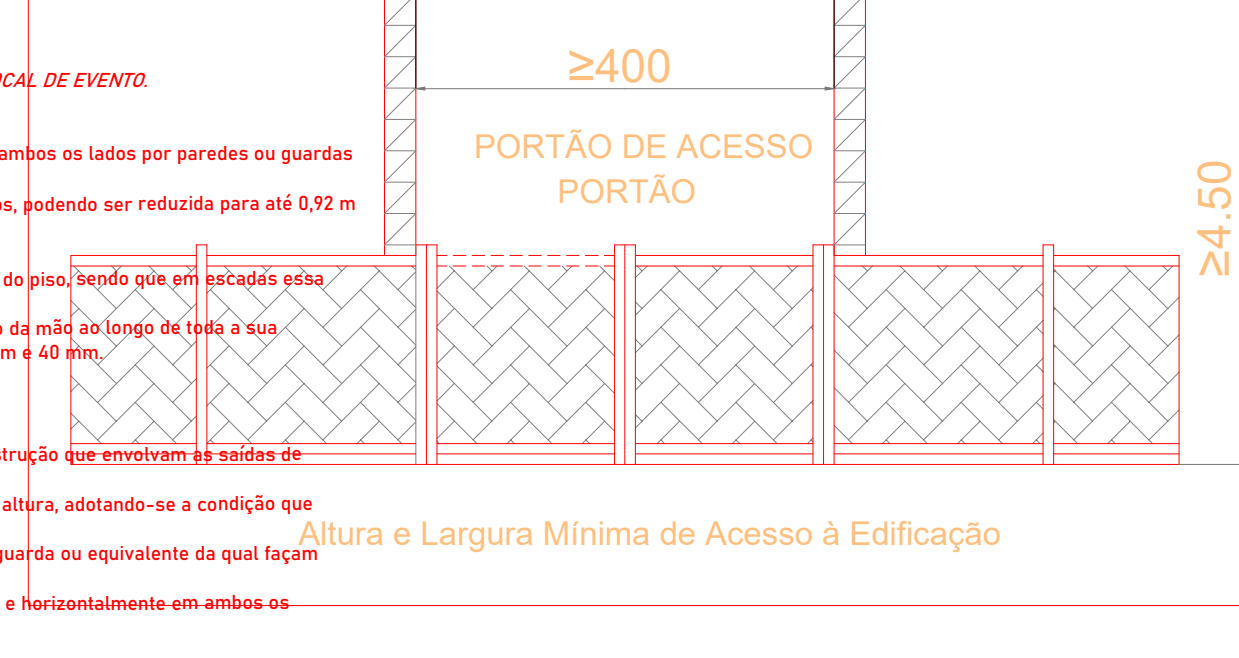 OCAL DE EVENTO.
ambos os lados por paredes ou guardas
os, podendo ser reduzida para até 0,92 m
do piso, sendo que em escadas essa
o da mão ao longo de toda a sua
m e 40 mm.
strução que envolvam as saídas de
altura, adotando-se a condição que
guarda ou equivalente da qual façam
e horizontalmente em ambos os
≥400
PORTÃO DE ACESSO
PORTÃO
≥4.50
Altura e Largura Mínima de Acesso à Edificação